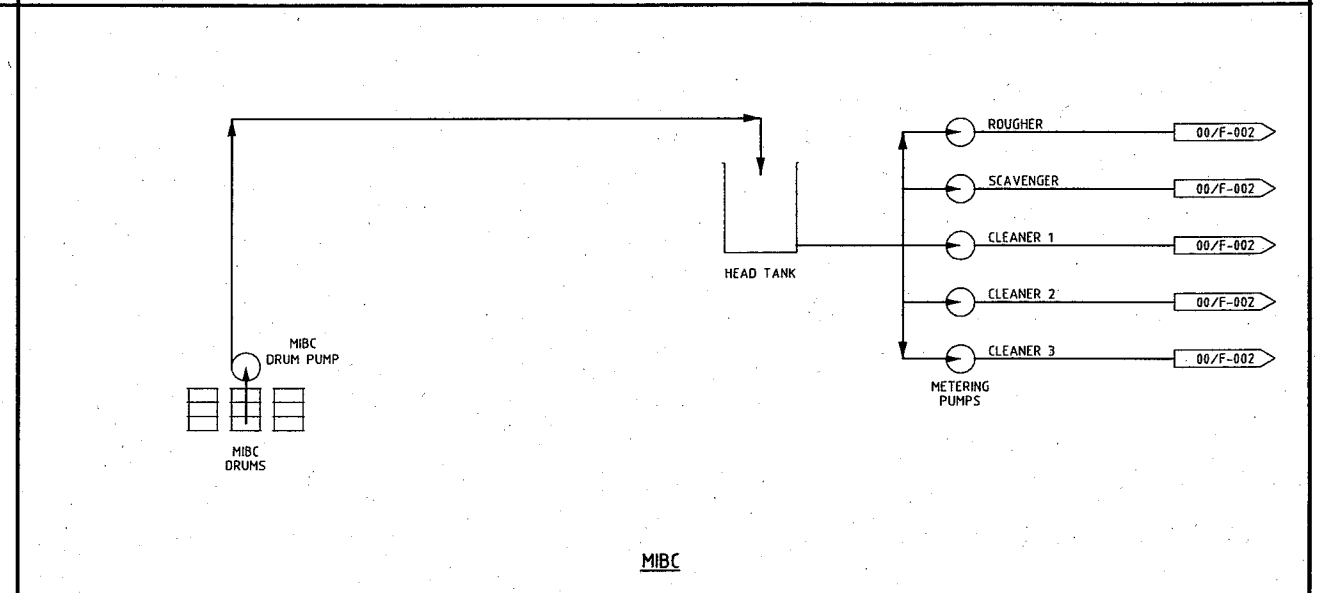 ROUGHER
00/F-002
SCAVENGER
00/F-002
CLEANER 1
00/F-002
HEAD TANK
CLEANER 2
00/F-002
MIBC
DRUM PUMP
CLEANER 3
00/F-002
METERING
PUMPS
MIBC
DRUMS
MIBC